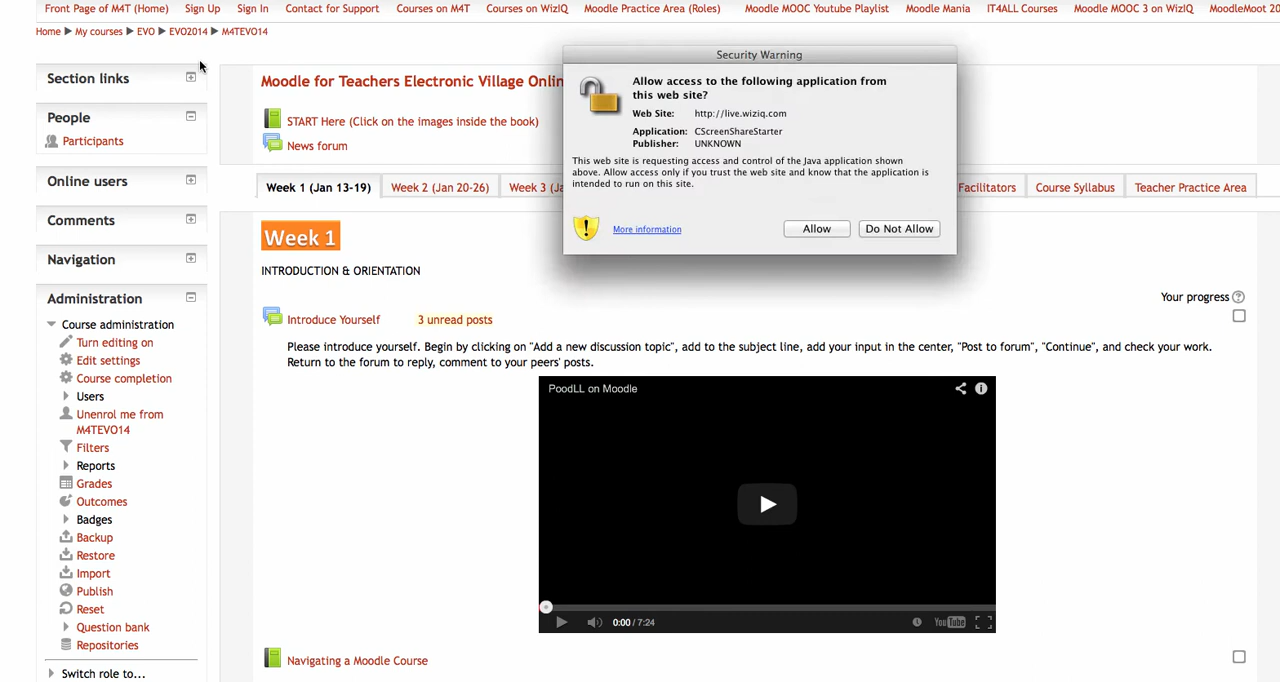 Front Page of M4T (Home) Sign Up Sign In Contact for Support Courses on M4T Courses on WizIQ Moodle Practice Area (Roles) Moodle MOOC Youtube Playlist Moodle Mania IT4ALL Courses Moodle MOOC 3 on WizIQ MoodleMoot 20
Home ▶ My courses ▶ EVO ▶ EVO2014 ▶ M4TEVO14
Section links
People
Participants
Online users
Comments
Navigation
Administration
Course administration
Turn editing on
Edit settings
Course completion
Users
Unenrol me from
M4TEVO14
Filters
Reports
Grades
Outcomes
Badges
Backup
Restore
Import
Publish
Reset
Question bank
Repositories
Switch role to...
Moodle for Teachers Electronic Village Onlin
START Here (Click on the images inside the book)
News forum
Security Warning
Allow access to the following application from
this web site?
Web Site: http://live.wiziq.com
Application: CScreenShareStarter
Publisher: UNKNOWN
This web site is requesting access and control of the Java application shown
above. Allow access only if you trust the web site and know that the application is
intended to run on this site.
More information Allow Do Not Allow
Week 1 (Jan 13-19) Week 2 (Jan 20-26) Week 3 (Ja Facilitators Course Syllabus Teacher Practice Area
Week 1
INTRODUCTION & ORIENTATION
Your progress
Introduce Yourself 3 unread posts
Please introduce yourself. Begin by clicking on "Add a new discussion topic", add to the subject line, add your input in the center, "Post to forum", "Continue", and check your work.
Return to the forum to reply, comment to your peers' posts.
PoodLL on Moodle
0:00 / 7:24 YouTube
Navigating a Moodle Course